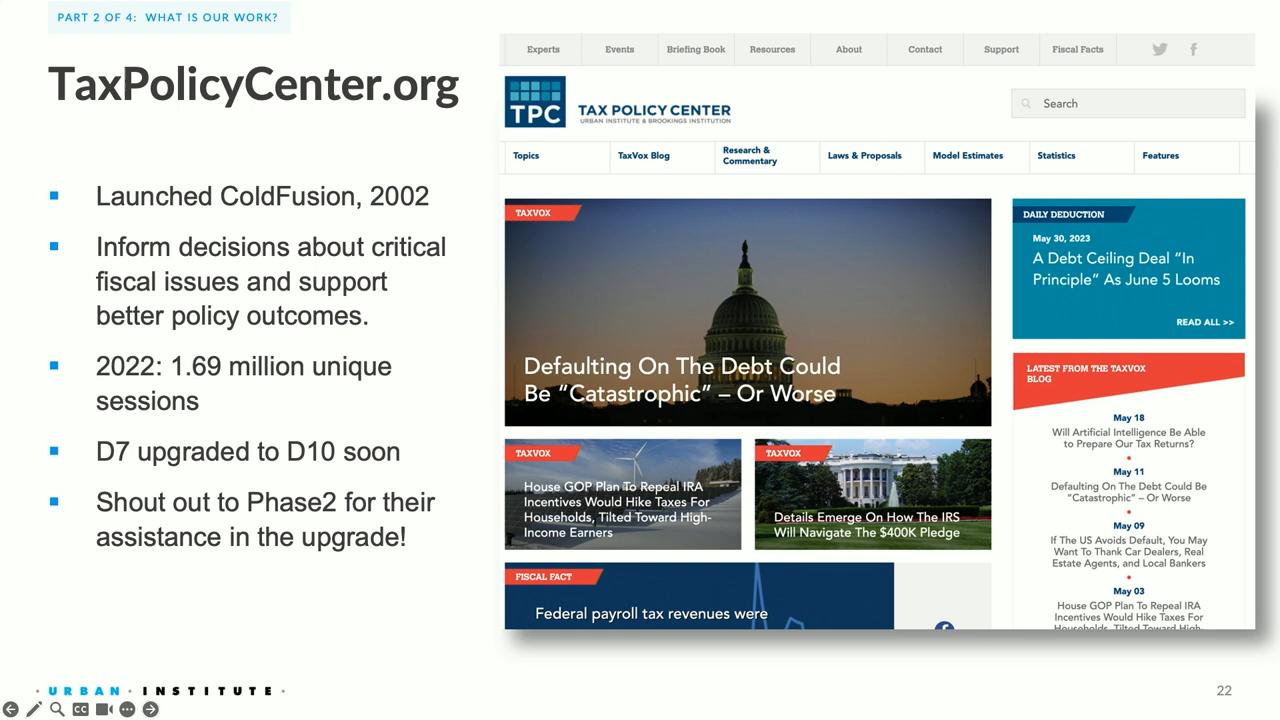 PART 2 OF 4: WHAT IS OUR WORK?
TaxPolicyCenter.org
Launched ColdFusion, 2002
Inform decisions about critical
fiscal issues and support
better policy outcomes.
2022: 1.69 million unique
sessions
D7 upgraded to D10 soon
Shout out to Phase2 for their
assistance in the upgrade!
Experts Events Briefing Book Resources About Contact Support Fiscal Facts
TPC
TAX POLICY CENTER
URBAN INSTITUTE & BROOKINGS INSTITUTION
Search
Topics TaxVox Blog Research & Commentary Laws & Proposals Model Estimates Statistics Features
TAXVOX
Defaulting On The Debt Could
Be “Catastrophic” – Or Worse
TAXVOX
House GOP Plan To Repeal IRA
Incentives Would Hike Taxes For
Households, Tilted Toward High-
Income Earners
TAXVOX
Details Emerge On How The IRS
Will Navigate The $400K Pledge
FISCAL FACT
Federal payroll tax revenues were
DAILY DEDUCTION
May 30, 2023
A Debt Ceiling Deal “In
Principle” As June 5 Looms
READ ALL >>
LATEST FROM THE TAXVOX
BLOG
May 18
Will Artificial Intelligence Be Able
to Prepare Our Tax Returns?
May 11
Defaulting On The Debt Could Be
“Catastrophic” – Or Worse
May 09
If The US Avoids Default, You May
Want To Thank Car Dealers, Real
Estate Agents, and Local Bankers
May 03
House GOP Plan To Repeal IRA
Incentives Would Hike Taxes For
Households, Tilted Toward High-
· URBAN · INSTITUTE ·
22
CC